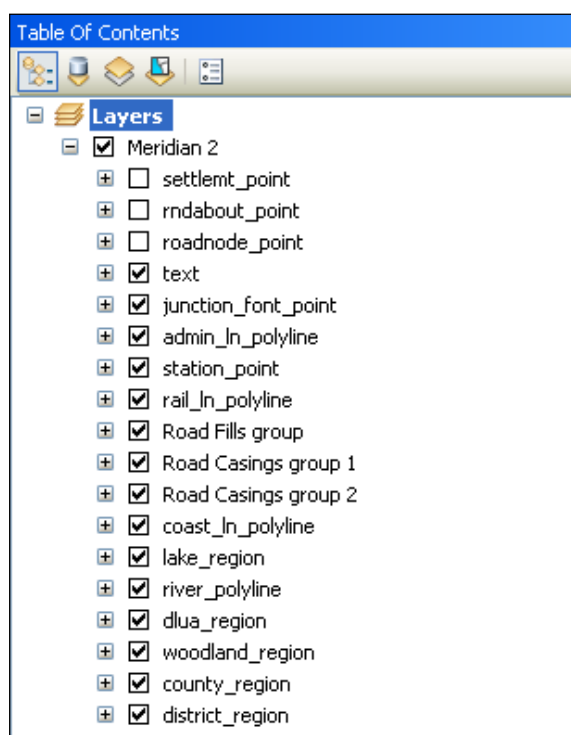 Table Of Contents
Layers
Meridian 2
settlemt_point
rndabout_point
roadnode_point
text
junction_font_point
admin_ln_polyline
station_point
rail_ln_polyline
Road Fills group
Road Casings group 1
Road Casings group 2
coast_ln_polyline
lake_region
river_polyline
dlua_region
woodland_region
county_region
district_region